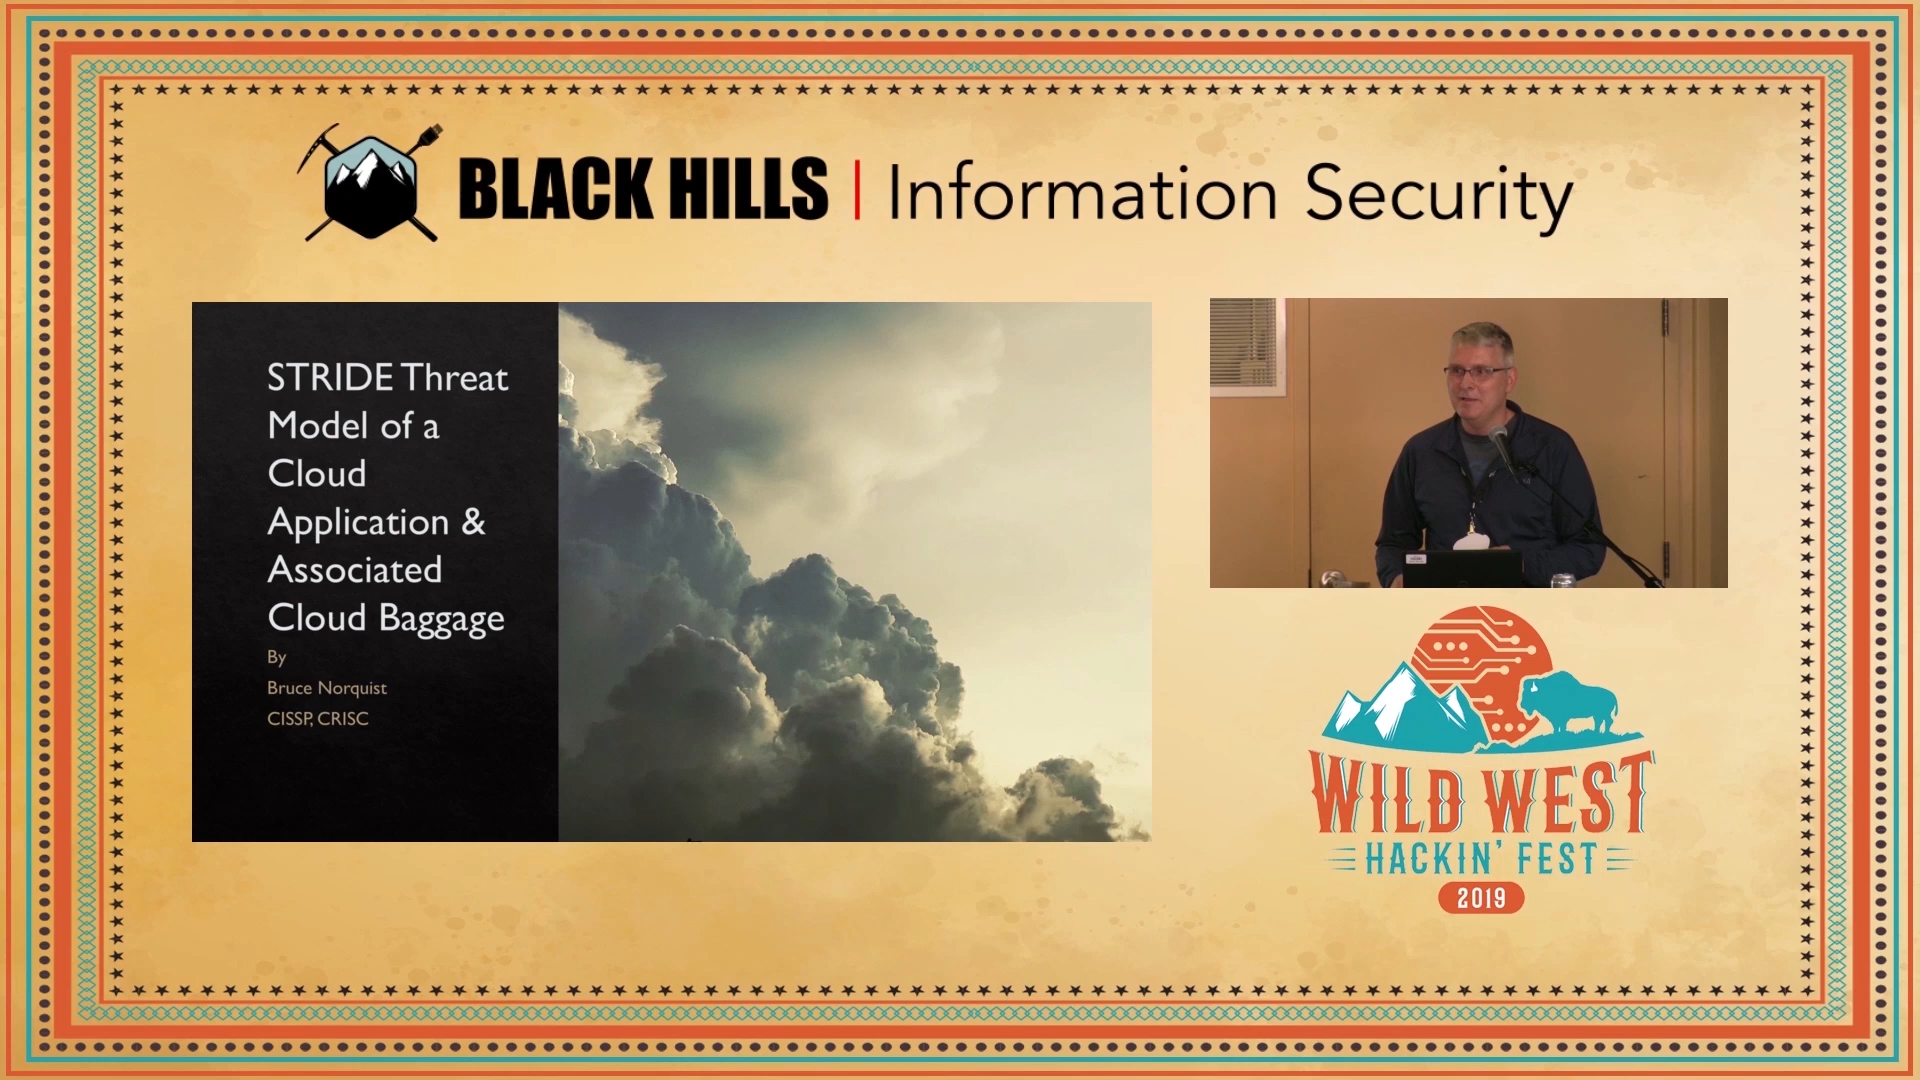 BLACK HILLS | Information Security
STRIDE Threat
Model of a
Cloud
Application &
Associated
Cloud Baggage
By
Bruce Norquist
CISSP, CRISC
WILD WEST
HACKIN' FEST
2019